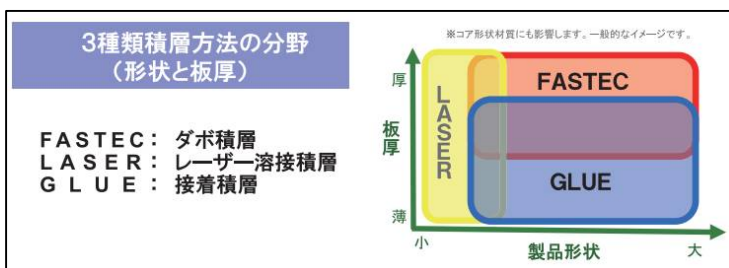 3種類積層方法の分野
(形状と板厚)
FASTEC: ダボ積層
LASER: レーザー溶接積層
GLUE: 接着積層
※コア形状材質にも影響します。一般的なイメージです。
厚
板厚
薄
LASER
FASTEC
GLUE
小
製品形状
大